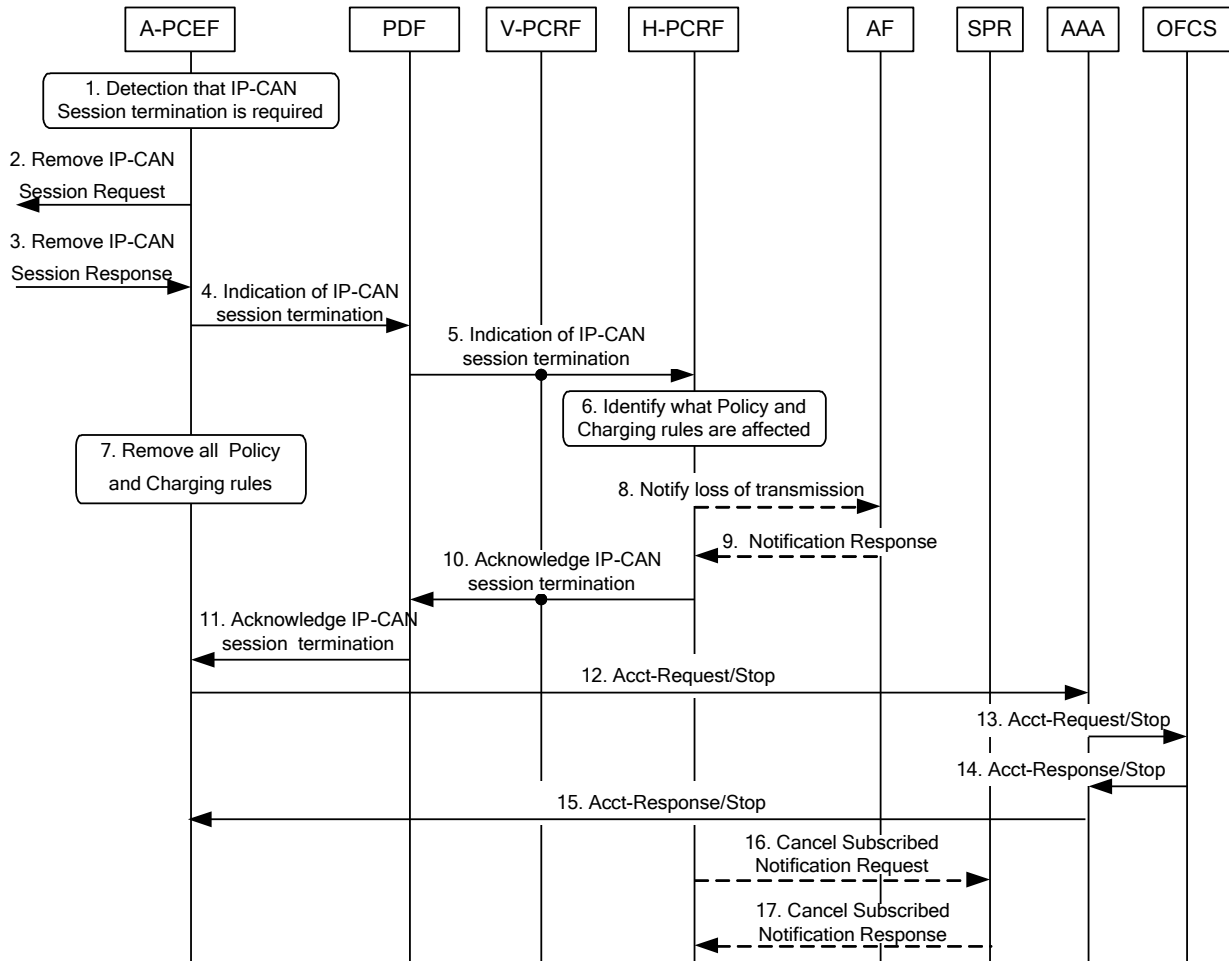 A-PCEF
PDF
V-PCRF
H-PCRF
AF
SPR
AAA
OFCS
1. Detection that IP-CAN
Session termination is required
2. Remove IP-CAN
Session Request
3. Remove IP-CAN
Session Response
4. Indication of IP-CAN
session termination
5. Indication of IP-CAN
session termination
6. Identify what Policy and
Charging rules are affected
7. Remove all Policy
and Charging rules
8. Notify loss of transmission
9. Notification Response
10. Acknowledge IP-CAN
session termination
11. Acknowledge IP-CAN
session termination
12. Acct-Request/Stop
13. Acct-Request/Stop
14. Acct-Response/Stop
15. Acct-Response/Stop
16. Cancel Subscribed
Notification Request
17. Cancel Subscribed
Notification Response